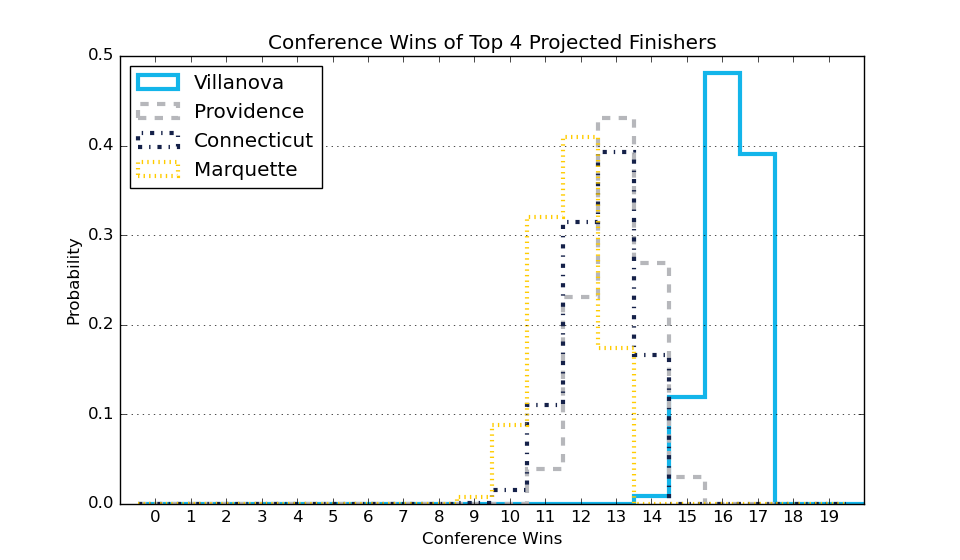 Conference Wins of Top 4 Projected Finishers
Villanova
Providence
Connecticut
Marquette
Probability
0.5
0.4
0.3
0.2
0.1
0.0
0 1 2 3 4 5 6 7 8 9 10 11 12 13 14 15 16 17 18 19
Conference Wins